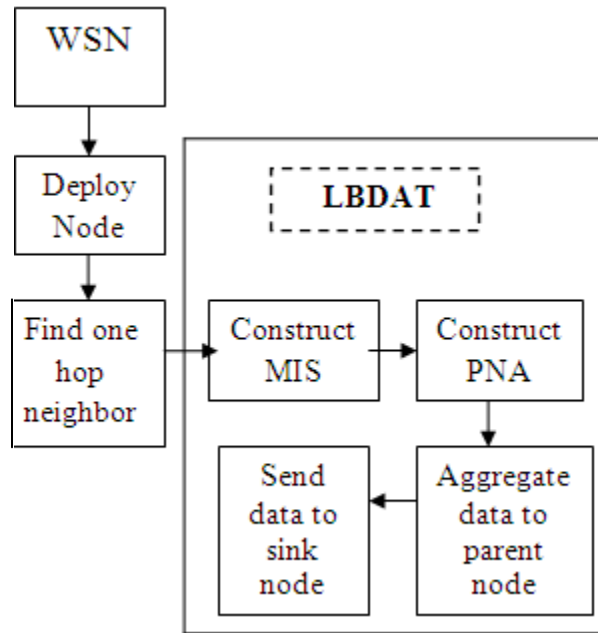 WSN
Deploy
Node
LBDAT
Find one
hop
neighbor
Construct
MIS
Construct
PNA
Send
data to
sink
node
Aggregate
data to
parent
node